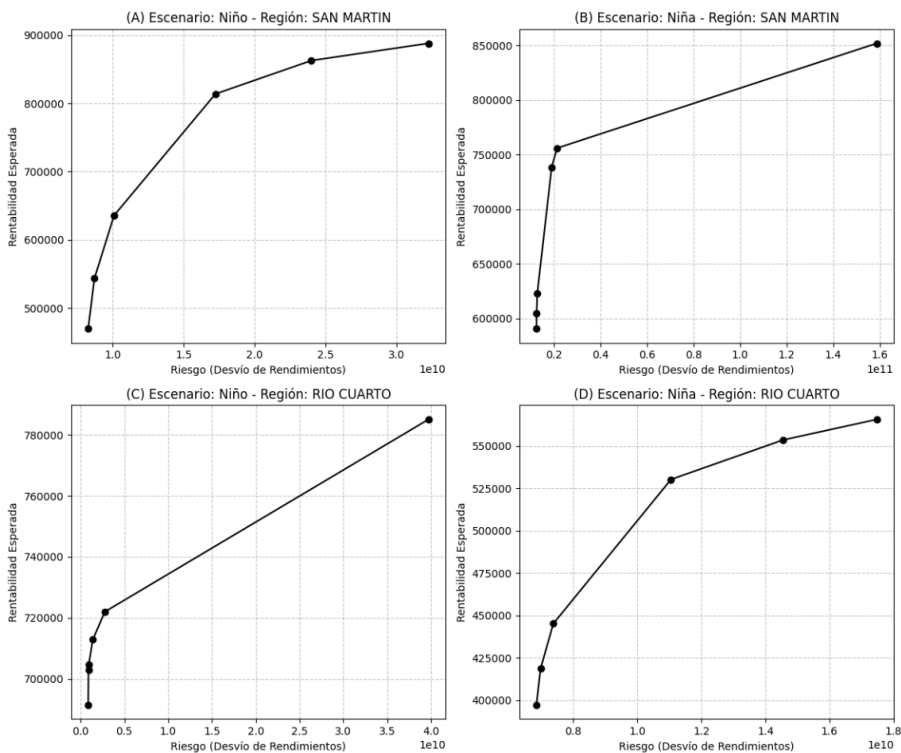 (A) Escenario: Niño - Región: SAN MARTIN
900000
800000
700000
600000
500000
Rentabilidad Esperada
1.0 1.5 2.0 2.5 3.0
1e10
Riesgo (Desvío de Rendimientos)
(B) Escenario: Niña - Región: SAN MARTIN
850000
800000
750000
700000
650000
600000
Rentabilidad Esperada
0.2 0.4 0.6 0.8 1.0 1.2 1.4 1.6
1e11
Riesgo (Desvío de Rendimientos)
(C) Escenario: Niño - Región: RIO CUARTO
780000
760000
740000
720000
700000
Rentabilidad Esperada
0.0 0.5 1.0 1.5 2.0 2.5 3.0 3.5 4.0
1e10
Riesgo (Desvío de Rendimientos)
(D) Escenario: Niña - Región: RIO CUARTO
550000
525000
500000
475000
450000
425000
400000
Rentabilidad Esperada
0.8 1.0 1.2 1.4 1.6 1.8
1e10
Riesgo (Desvío de Rendimientos)